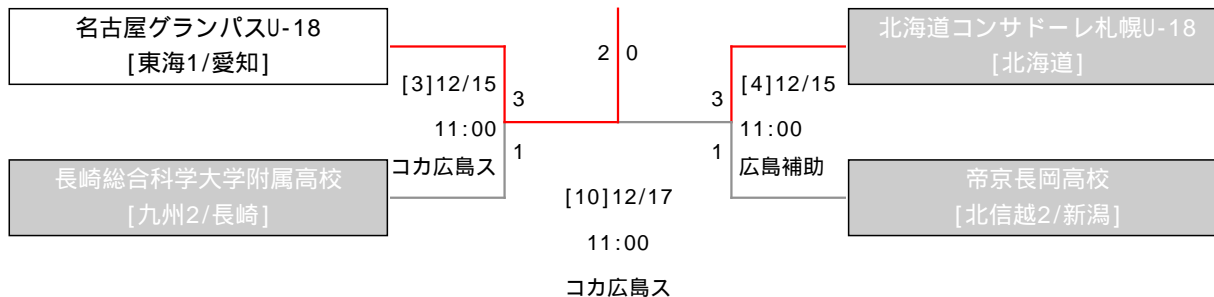 名古屋グランパスU-18
[東海1/愛知]
2 0
北海道コンサドーレ札幌U-18
[北海道]
[3]12/15
3
3
[4]12/15
11:00
11:00
1
1
コカ広島ス
広島補助
長崎総合科学大学附属高校
[九州2/長崎]
[10]12/17
帝京長岡高校
[北信越2/新潟]
11:00
コカ広島ス